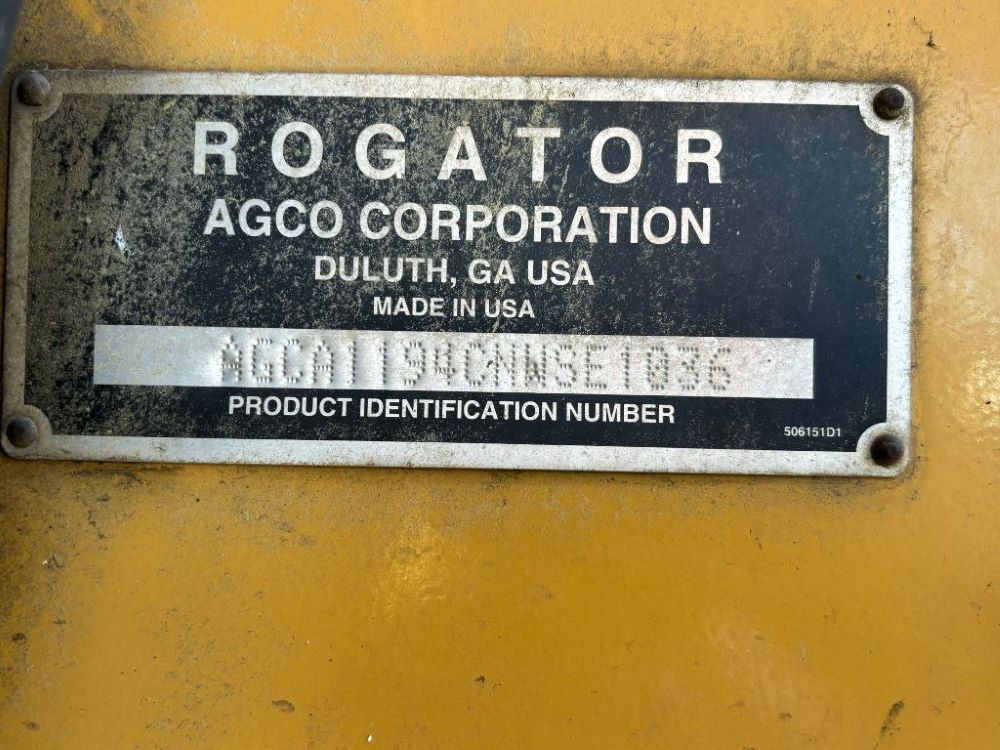 ROGATOR
AGCO CORPORATION
DULUTH, GA USA
MADE IN USA
AGCA1194CNWSE1036
PRODUCT IDENTIFICATION NUMBER
506151D1